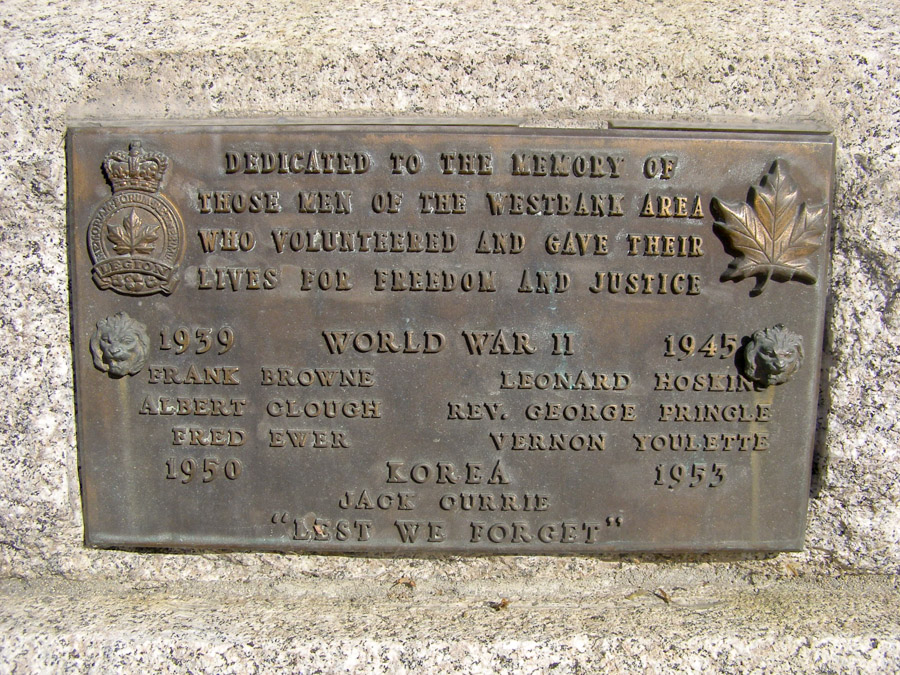 DEDICATED TO THE MEMORY OF
THOSE MEN OF THE WESTBANK AREA
WHO VOLUNTEERED AND GAVE THEIR
LIVES FOR FREEDOM AND JUSTICE
LEGION
1939 WORLD WAR II 1945
FRANK BROWNE LEONARD HOSKINS
ALBERT CLOUGH REV. GEORGE PRINGLE
FRED EWER VERNON YOULETTE
1950 KOREA 1953
JACK CURRIE
"LEST WE FORGET"